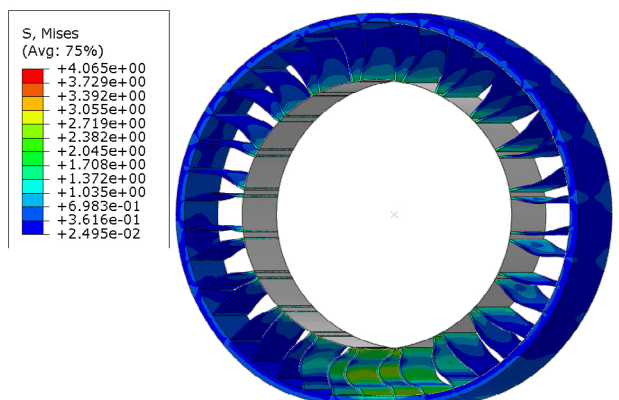 S, Mises
(Avg: 75%)
+4.065e+00
+3.729e+00
+3.392e+00
+3.055e+00
+2.719e+00
+2.382e+00
+2.045e+00
+1.708e+00
+1.372e+00
+1.035e+00
+6.983e-01
+3.616e-01
+2.495e-02